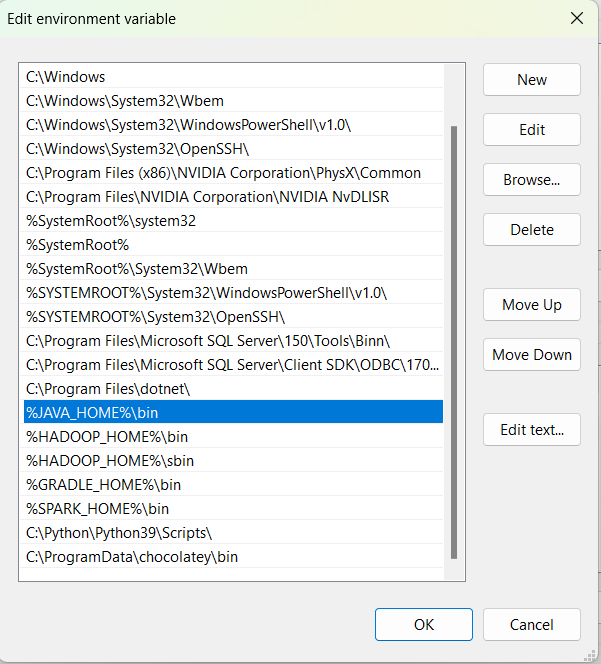 Edit environment variable
C:\Windows
C:\Windows\System32\Wbem
C:\Windows\System32\WindowsPowerShell\v1.0\
C:\Windows\System32\OpenSSH\
C:\Program Files (x86)\NVIDIA Corporation\PhysX\Common
C:\Program Files\NVIDIA Corporation\NVIDIA NvDLISR
%SystemRoot%\system32
%SystemRoot%
%SystemRoot%\System32\Wbem
%SYSTEMROOT%\System32\WindowsPowerShell\v1.0\
%SYSTEMROOT%\System32\OpenSSH\
C:\Program Files\Microsoft SQL Server\150\Tools\Binn\
C:\Program Files\Microsoft SQL Server\Client SDK\ODBC\170...
C:\Program Files\dotnet\
%JAVA_HOME%\bin
%HADOOP_HOME%\bin
%HADOOP_HOME%\sbin
%GRADLE_HOME%\bin
%SPARK_HOME%\bin
C:\Python\Python39\Scripts\
C:\ProgramData\chocolatey\bin
New
Edit
Browse...
Delete
Move Up
Move Down
Edit text...
OK
Cancel